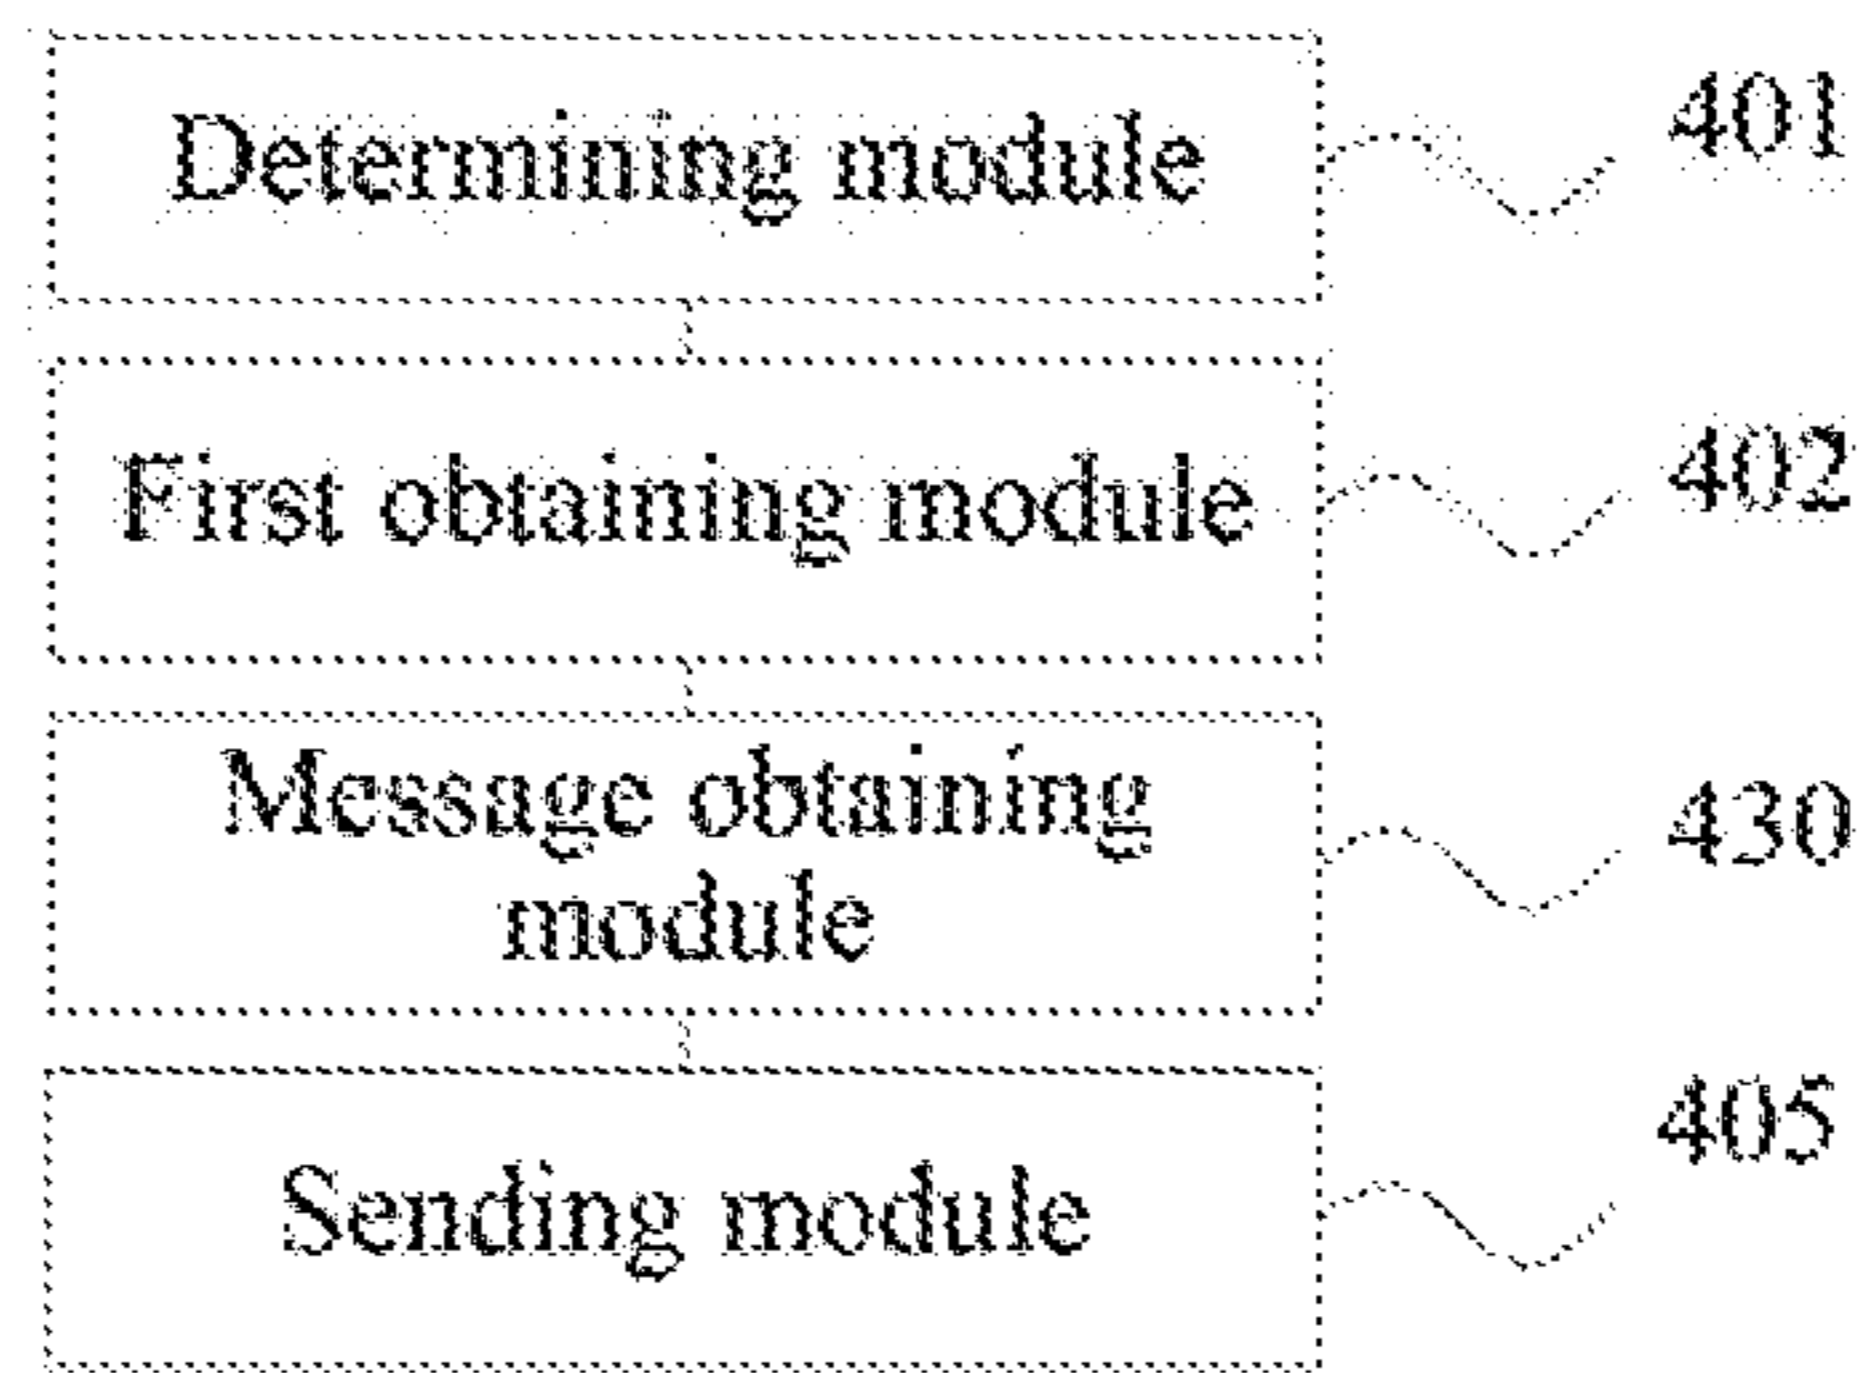 Determining module
401
First obtaining module
402
Message obtaining
module
430
Sending module
405